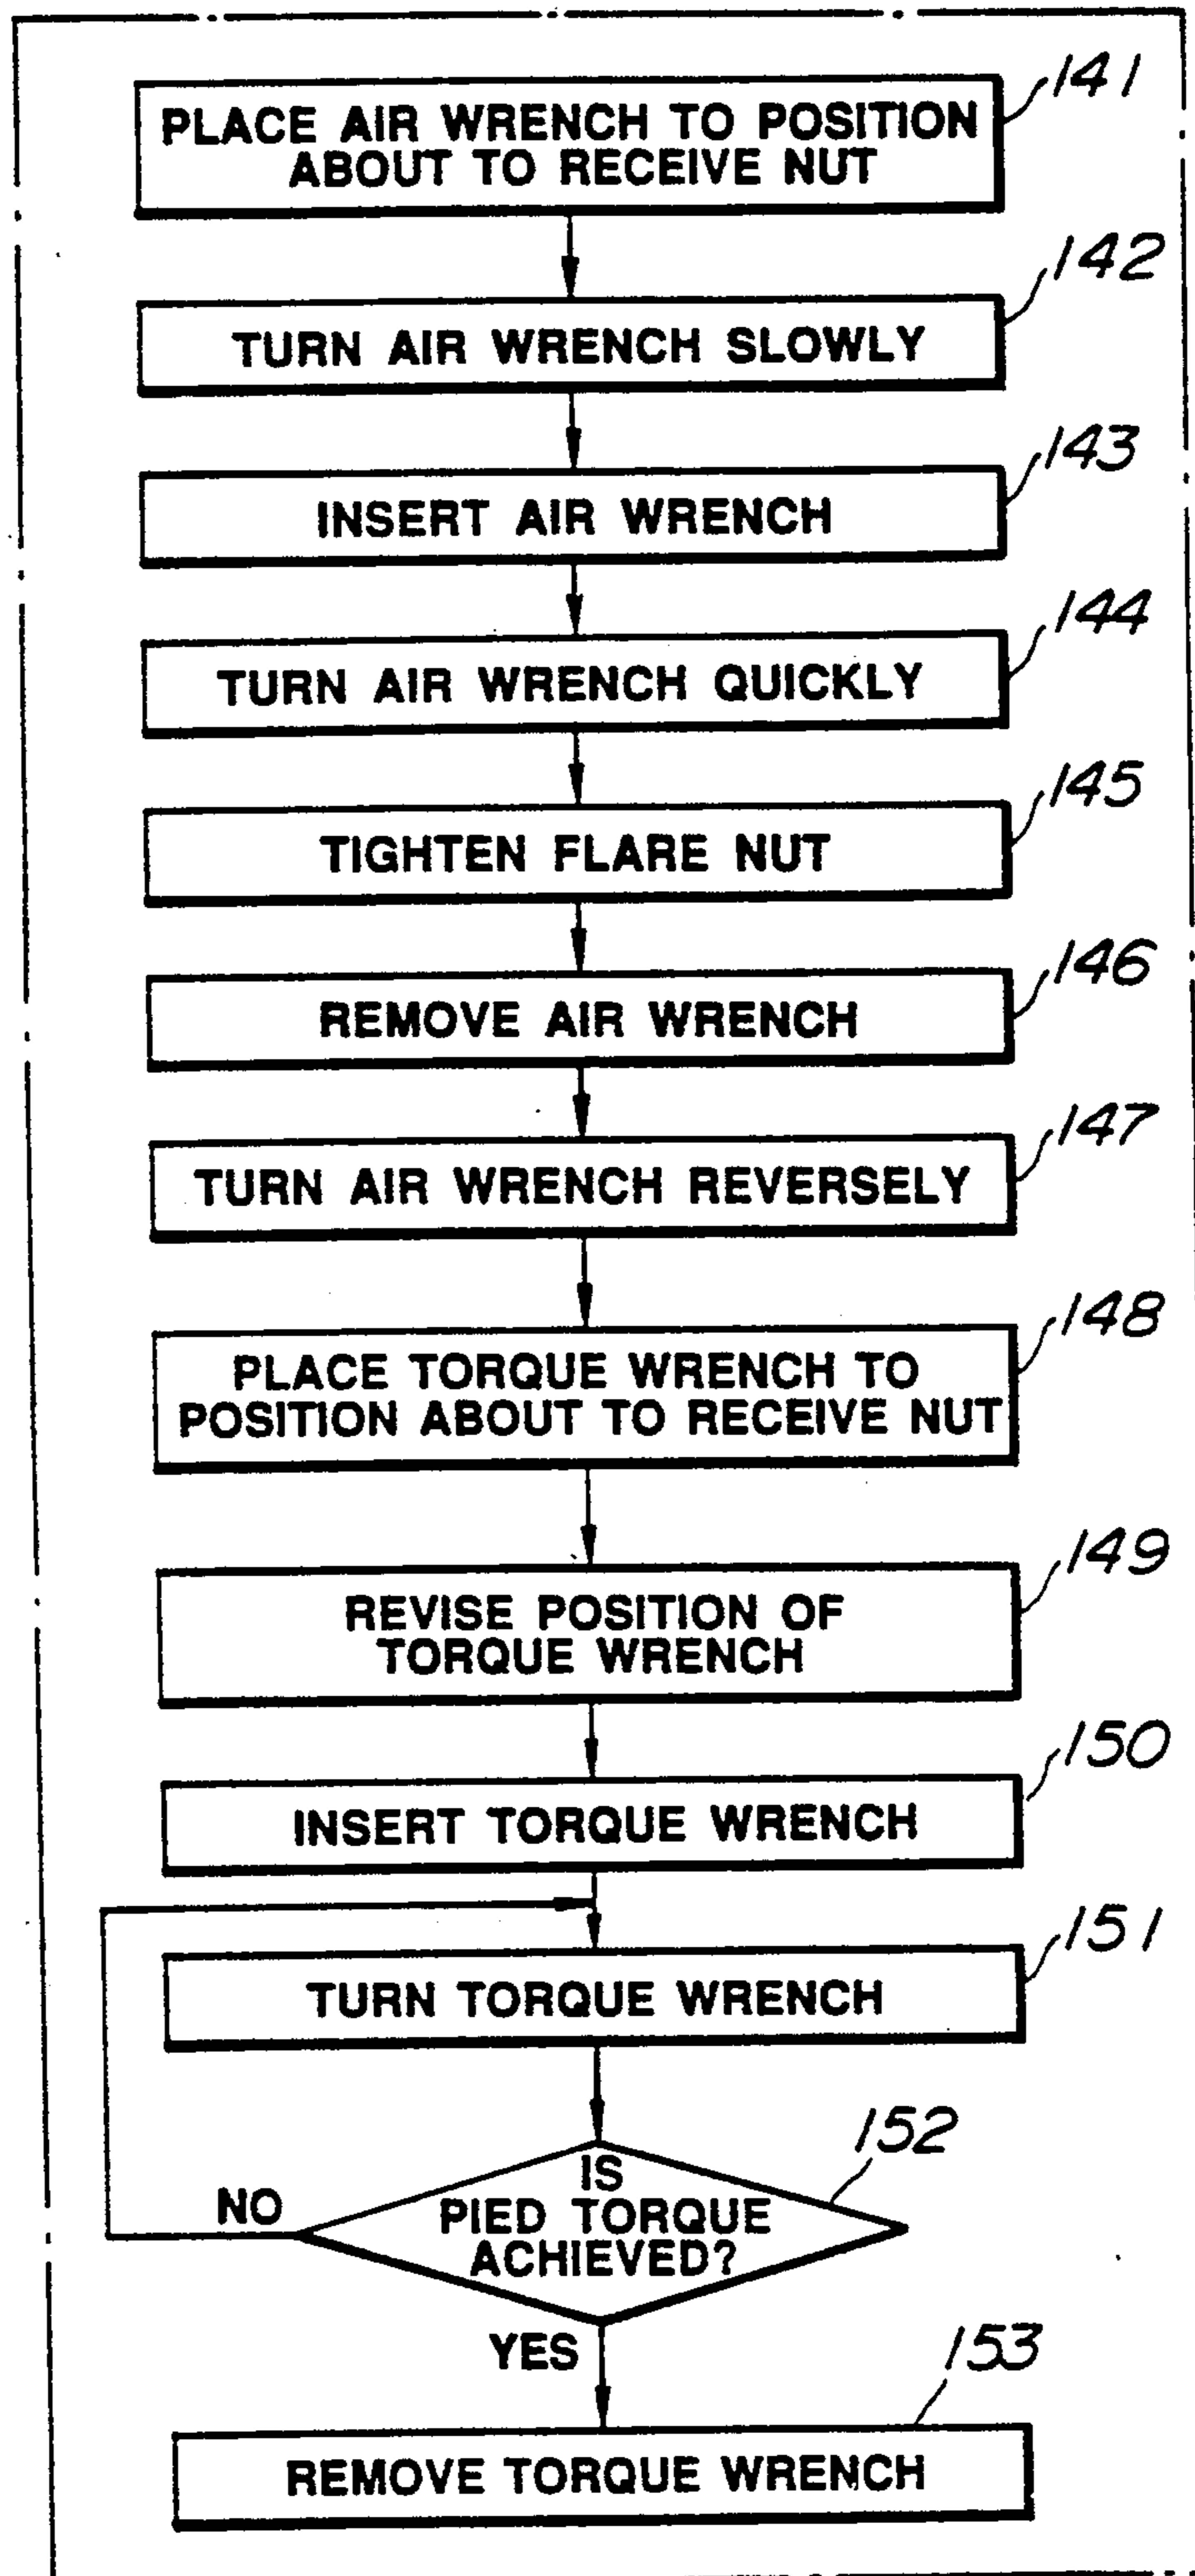 141
PLACE AIR WRENCH TO POSITION
ABOUT TO RECEIVE NUT
142
TURN AIR WRENCH SLOWLY
143
INSERT AIR WRENCH
144
TURN AIR WRENCH QUICKLY
145
TIGHTEN FLARE NUT
146
REMOVE AIR WRENCH
147
TURN AIR WRENCH REVERSELY
148
PLACE TORQUE WRENCH TO
POSITION ABOUT TO RECEIVE NUT
149
REVISE POSITION OF
TORQUE WRENCH
150
INSERT TORQUE WRENCH
151
TURN TORQUE WRENCH
152
IS
PIED TORQUE
ACHIEVED?
NO
YES
153
REMOVE TORQUE WRENCH